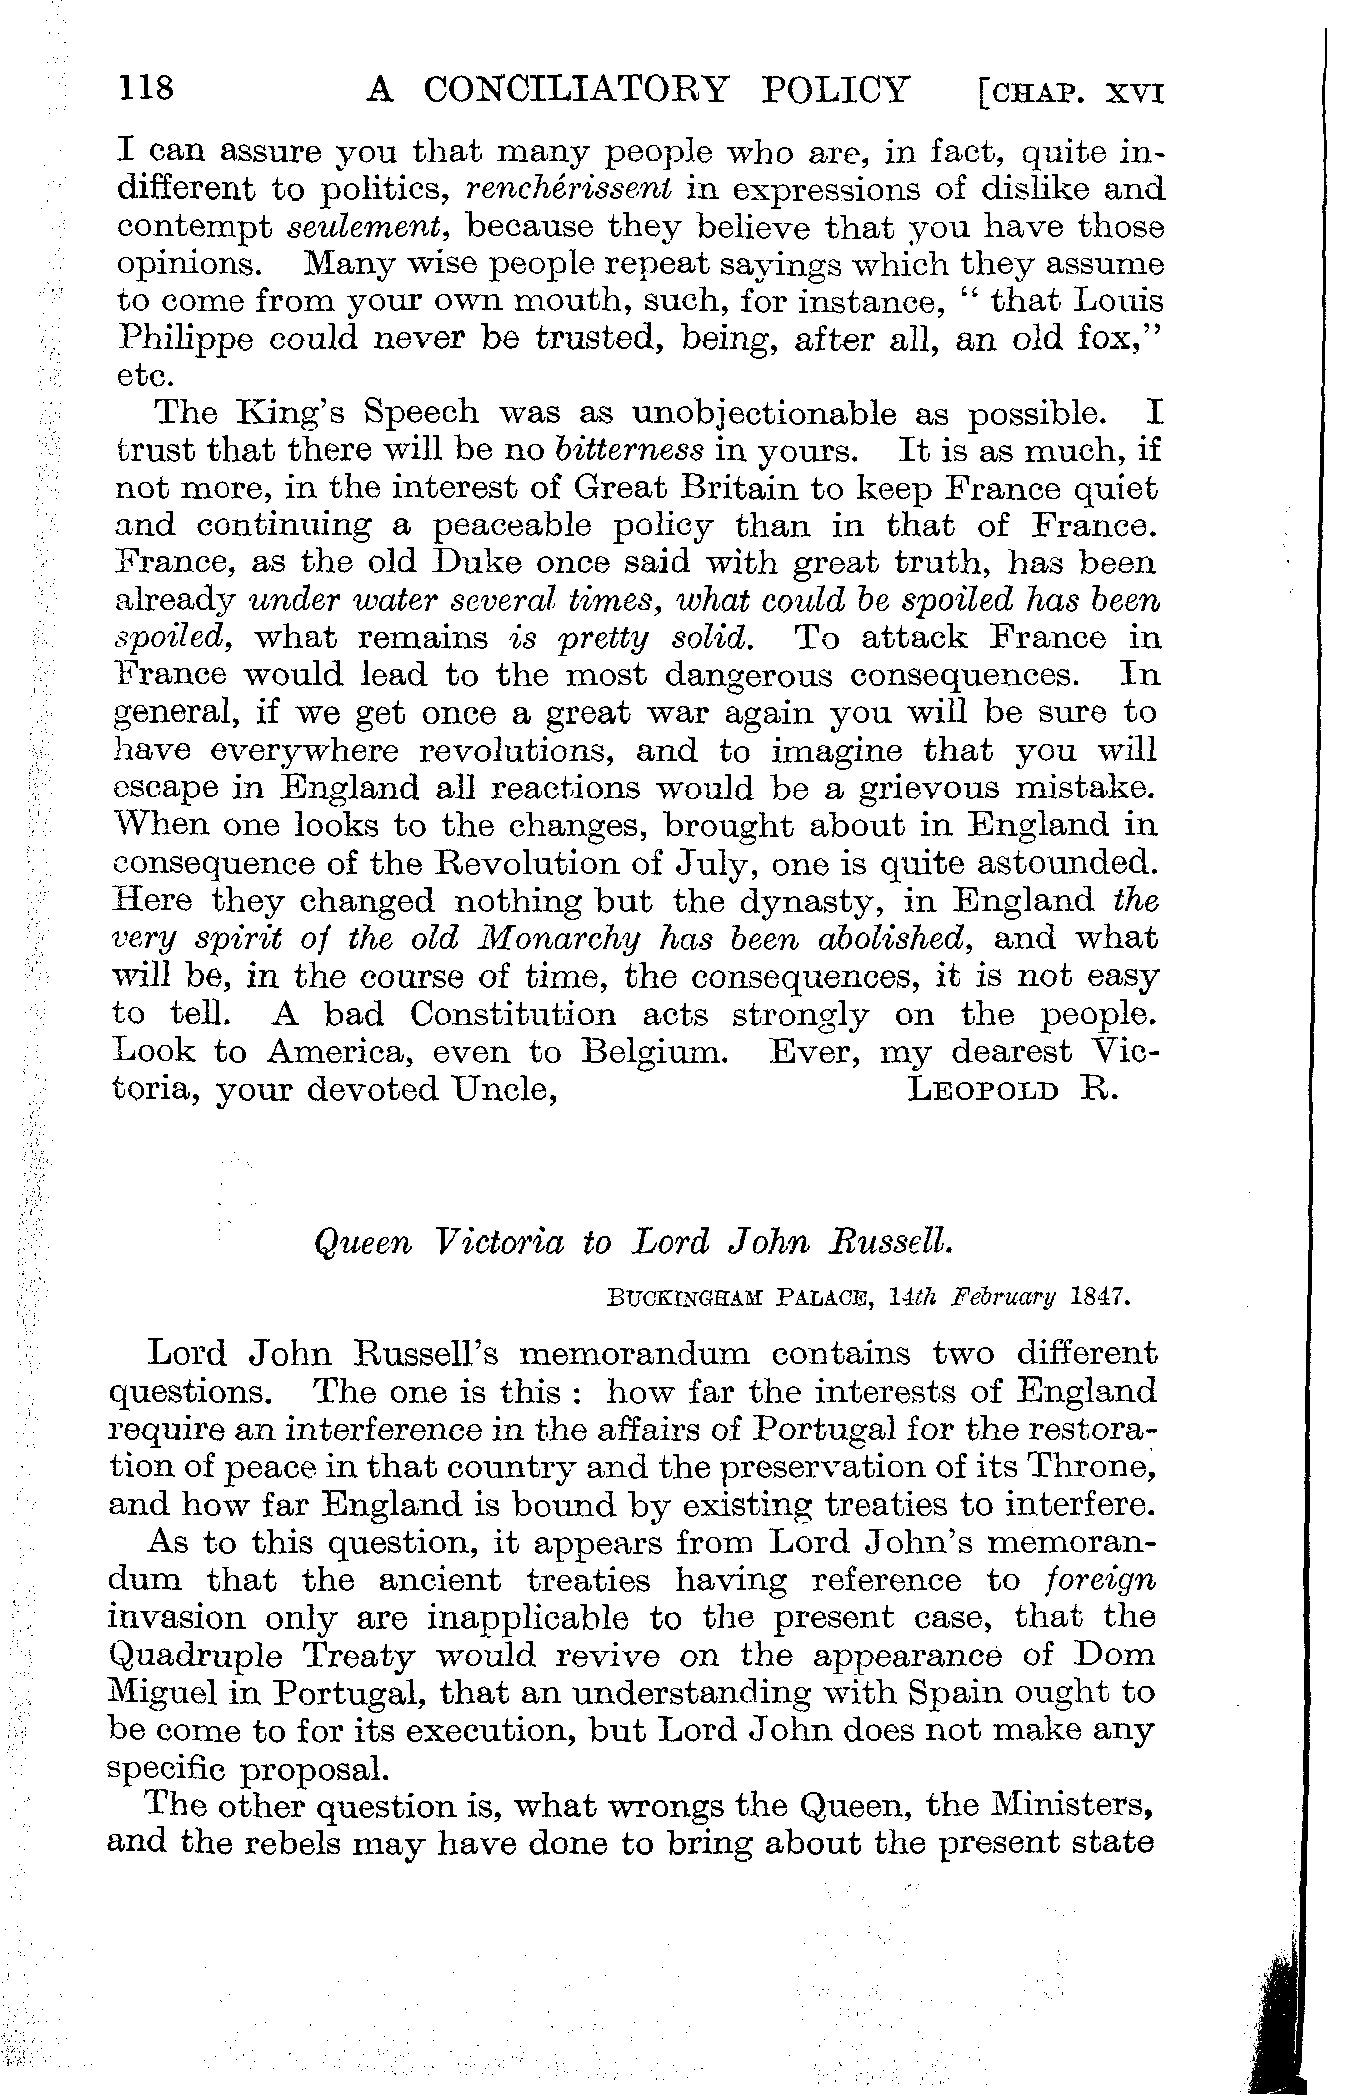 118 A CONCILIATORY POLICY [CHAP. XVI
I can assure you that many people who are, in fact, quite in-
different to politics, renchérissent in expressions of dislike and
contempt seulement, because they believe that you have those
opinions. Many wise people repeat sayings which they assume
to come from your own mouth, such, for instance, “ that Louis
Philippe could never be trusted, being, after all, an old fox,”
etc.
The King’s Speech was as unobjectionable as possible. I
trust that there will be no bitterness in yours. It is as much, if
not more, in the interest of Great Britain to keep France quiet
and continuing a peaceable policy than in that of France.
France, as the old Duke once said with great truth, has been
already under water several times, what could be spoiled has been
spoiled, what remains is pretty solid. To attack France in
France would lead to the most dangerous consequences. In
general, if we get once a great war again you will be sure to
have everywhere revolutions, and to imagine that you will
escape in England all reactions would be a grievous mistake.
When one looks to the changes, brought about in England in
consequence of the Revolution of July, one is quite astounded.
Here they changed nothing but the dynasty, in England the
very spirit of the old Monarchy has been abolished, and what
will be, in the course of time, the consequences, it is not easy
to tell. A bad Constitution acts strongly on the people.
Look to America, even to Belgium. Ever, my dearest Vic-
toria, your devoted Uncle, LEOPOLD R.
Queen Victoria to Lord John Russell.
BUCKINGHAM PALACE, 14th February 1847.
Lord John Russell’s memorandum contains two different
questions. The one is this : how far the interests of England
require an interference in the affairs of Portugal for the restora-
tion of peace in that country and the preservation of its Throne,
and how far England is bound by existing treaties to interfere.
As to this question, it appears from Lord John’s memoran-
dum that the ancient treaties having reference to foreign
invasion only are inapplicable to the present case, that the
Quadruple Treaty would revive on the appearance of Dom
Miguel in Portugal, that an understanding with Spain ought to
be come to for its execution, but Lord John does not make any
specific proposal.
The other question is, what wrongs the Queen, the Ministers,
and the rebels may have done to bring about the present state